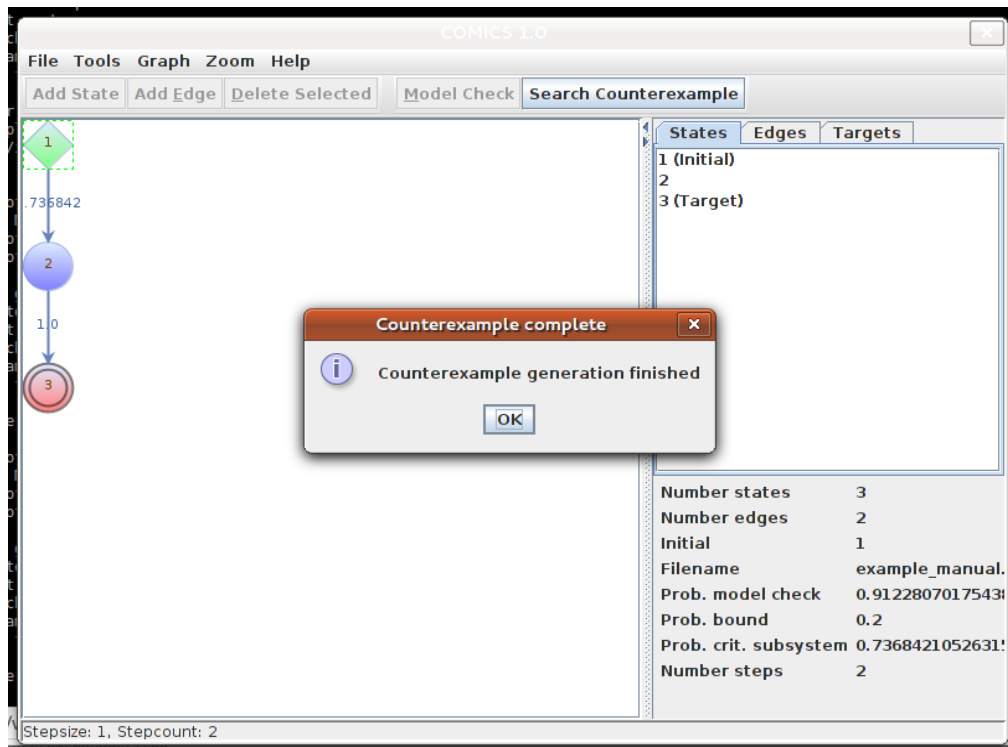 COMICS 1.0
File Tools Graph Zoom Help
Add State Add Edge Delete Selected Model Check Search Counterexample
States Edges Targets
1
1 (Initial)
2
3 (Target)
.736842
2
1.0
3
Counterexample complete
Counterexample generation finished
OK
Number states 3
Number edges 2
Initial 1
Filename example_manual.
Prob. model check 0.91228070175438
Prob. bound 0.2
Prob. crit. subsystem 0.7368421052631
Number steps 2
Stepsize: 1, Stepcount: 2